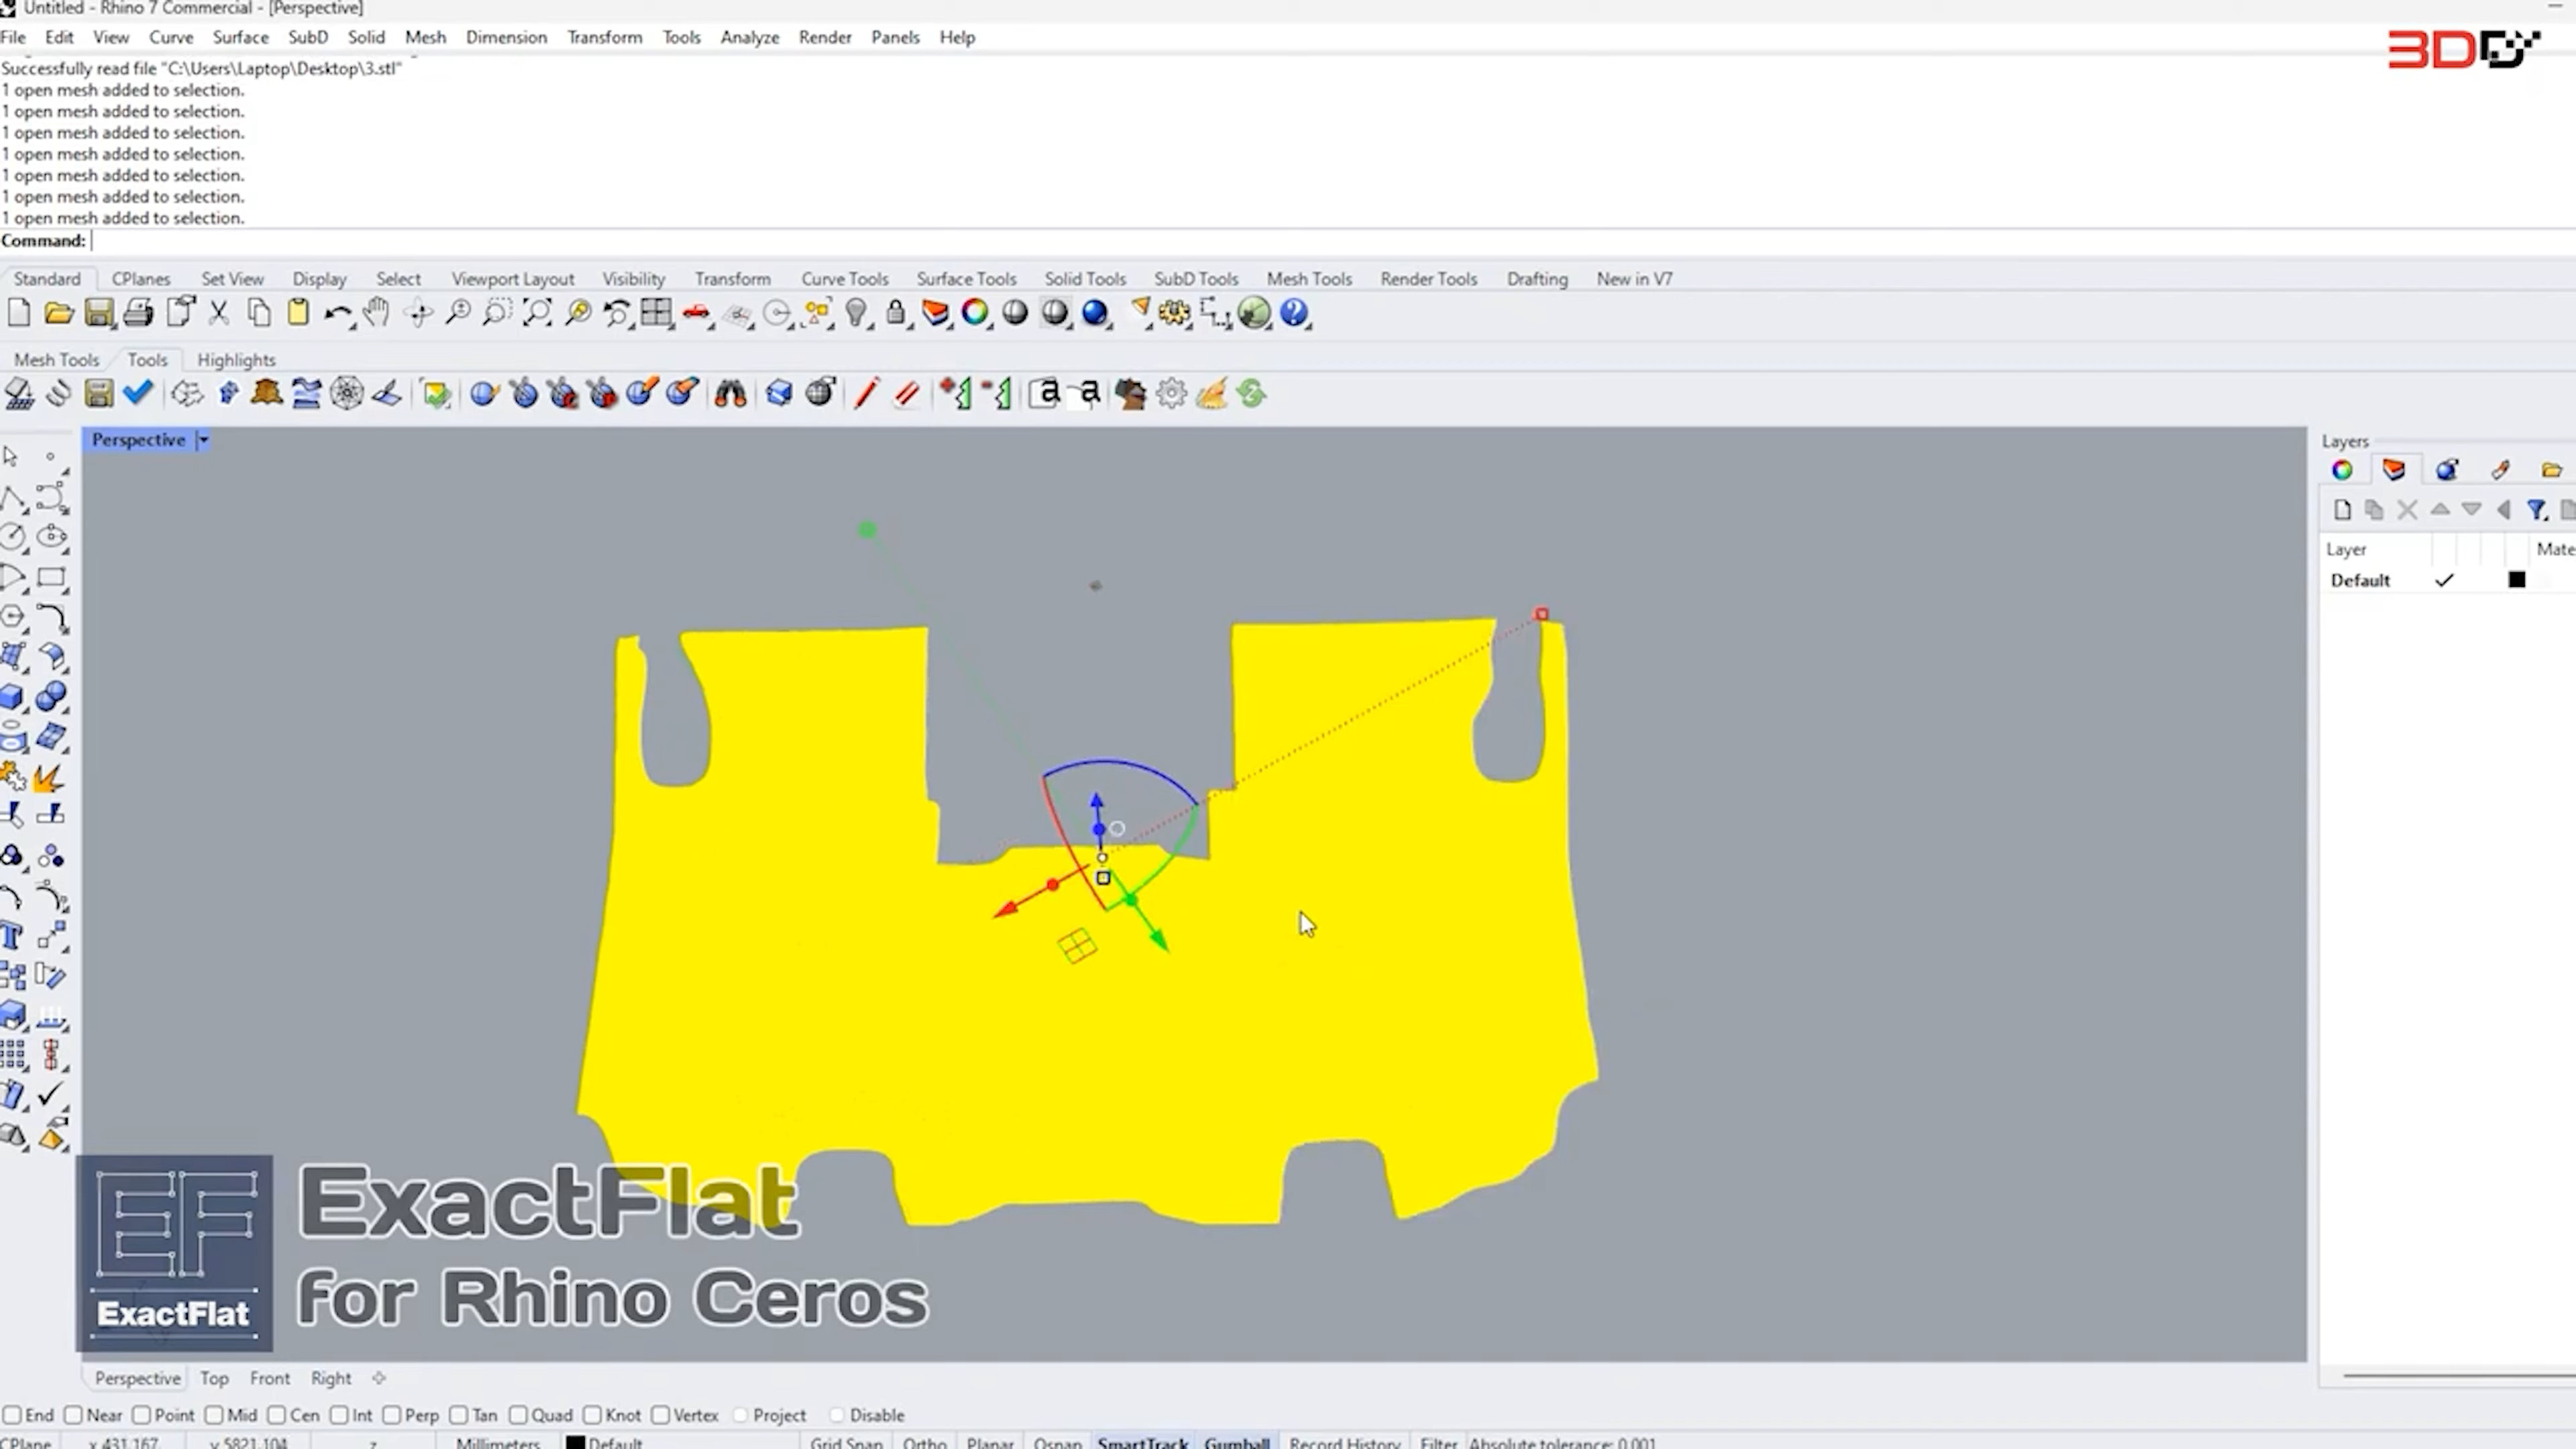 Untitled - Rhino 7 Commercial - [Perspective]
File Edit View Curve Surface SubD Solid Mesh Dimension Transform Tools Analyze Render Panels Help
3D
Successfully read file "C:\Users\Laptop\Desktop\3.stl"
1 open mesh added to selection.
1 open mesh added to selection.
1 open mesh added to selection.
1 open mesh added to selection.
1 open mesh added to selection.
1 open mesh added to selection.
1 open mesh added to selection.
Command:
Standard CPlanes Set View Display Select Viewport Layout Visibility Transform Curve Tools Surface Tools Solid Tools SubD Tools Mesh Tools Render Tools Drafting New in V7
Mesh Tools Tools Highlights
a a
Perspective
Layers
Layer Mate
Default
EF
ExactFlat
ExactFlat
for Rhino Ceros
Perspective Top Front Right
End Near Point Mid Cen Int Perp Tan Quad Knot Vertex Project Disable
CPlane x 431.167 y 5821.104 z Millimeters Default Grid Snap Ortho Planar Osnap SmartTrack Gumball Record History Filter Absolute tolerance: 0.001